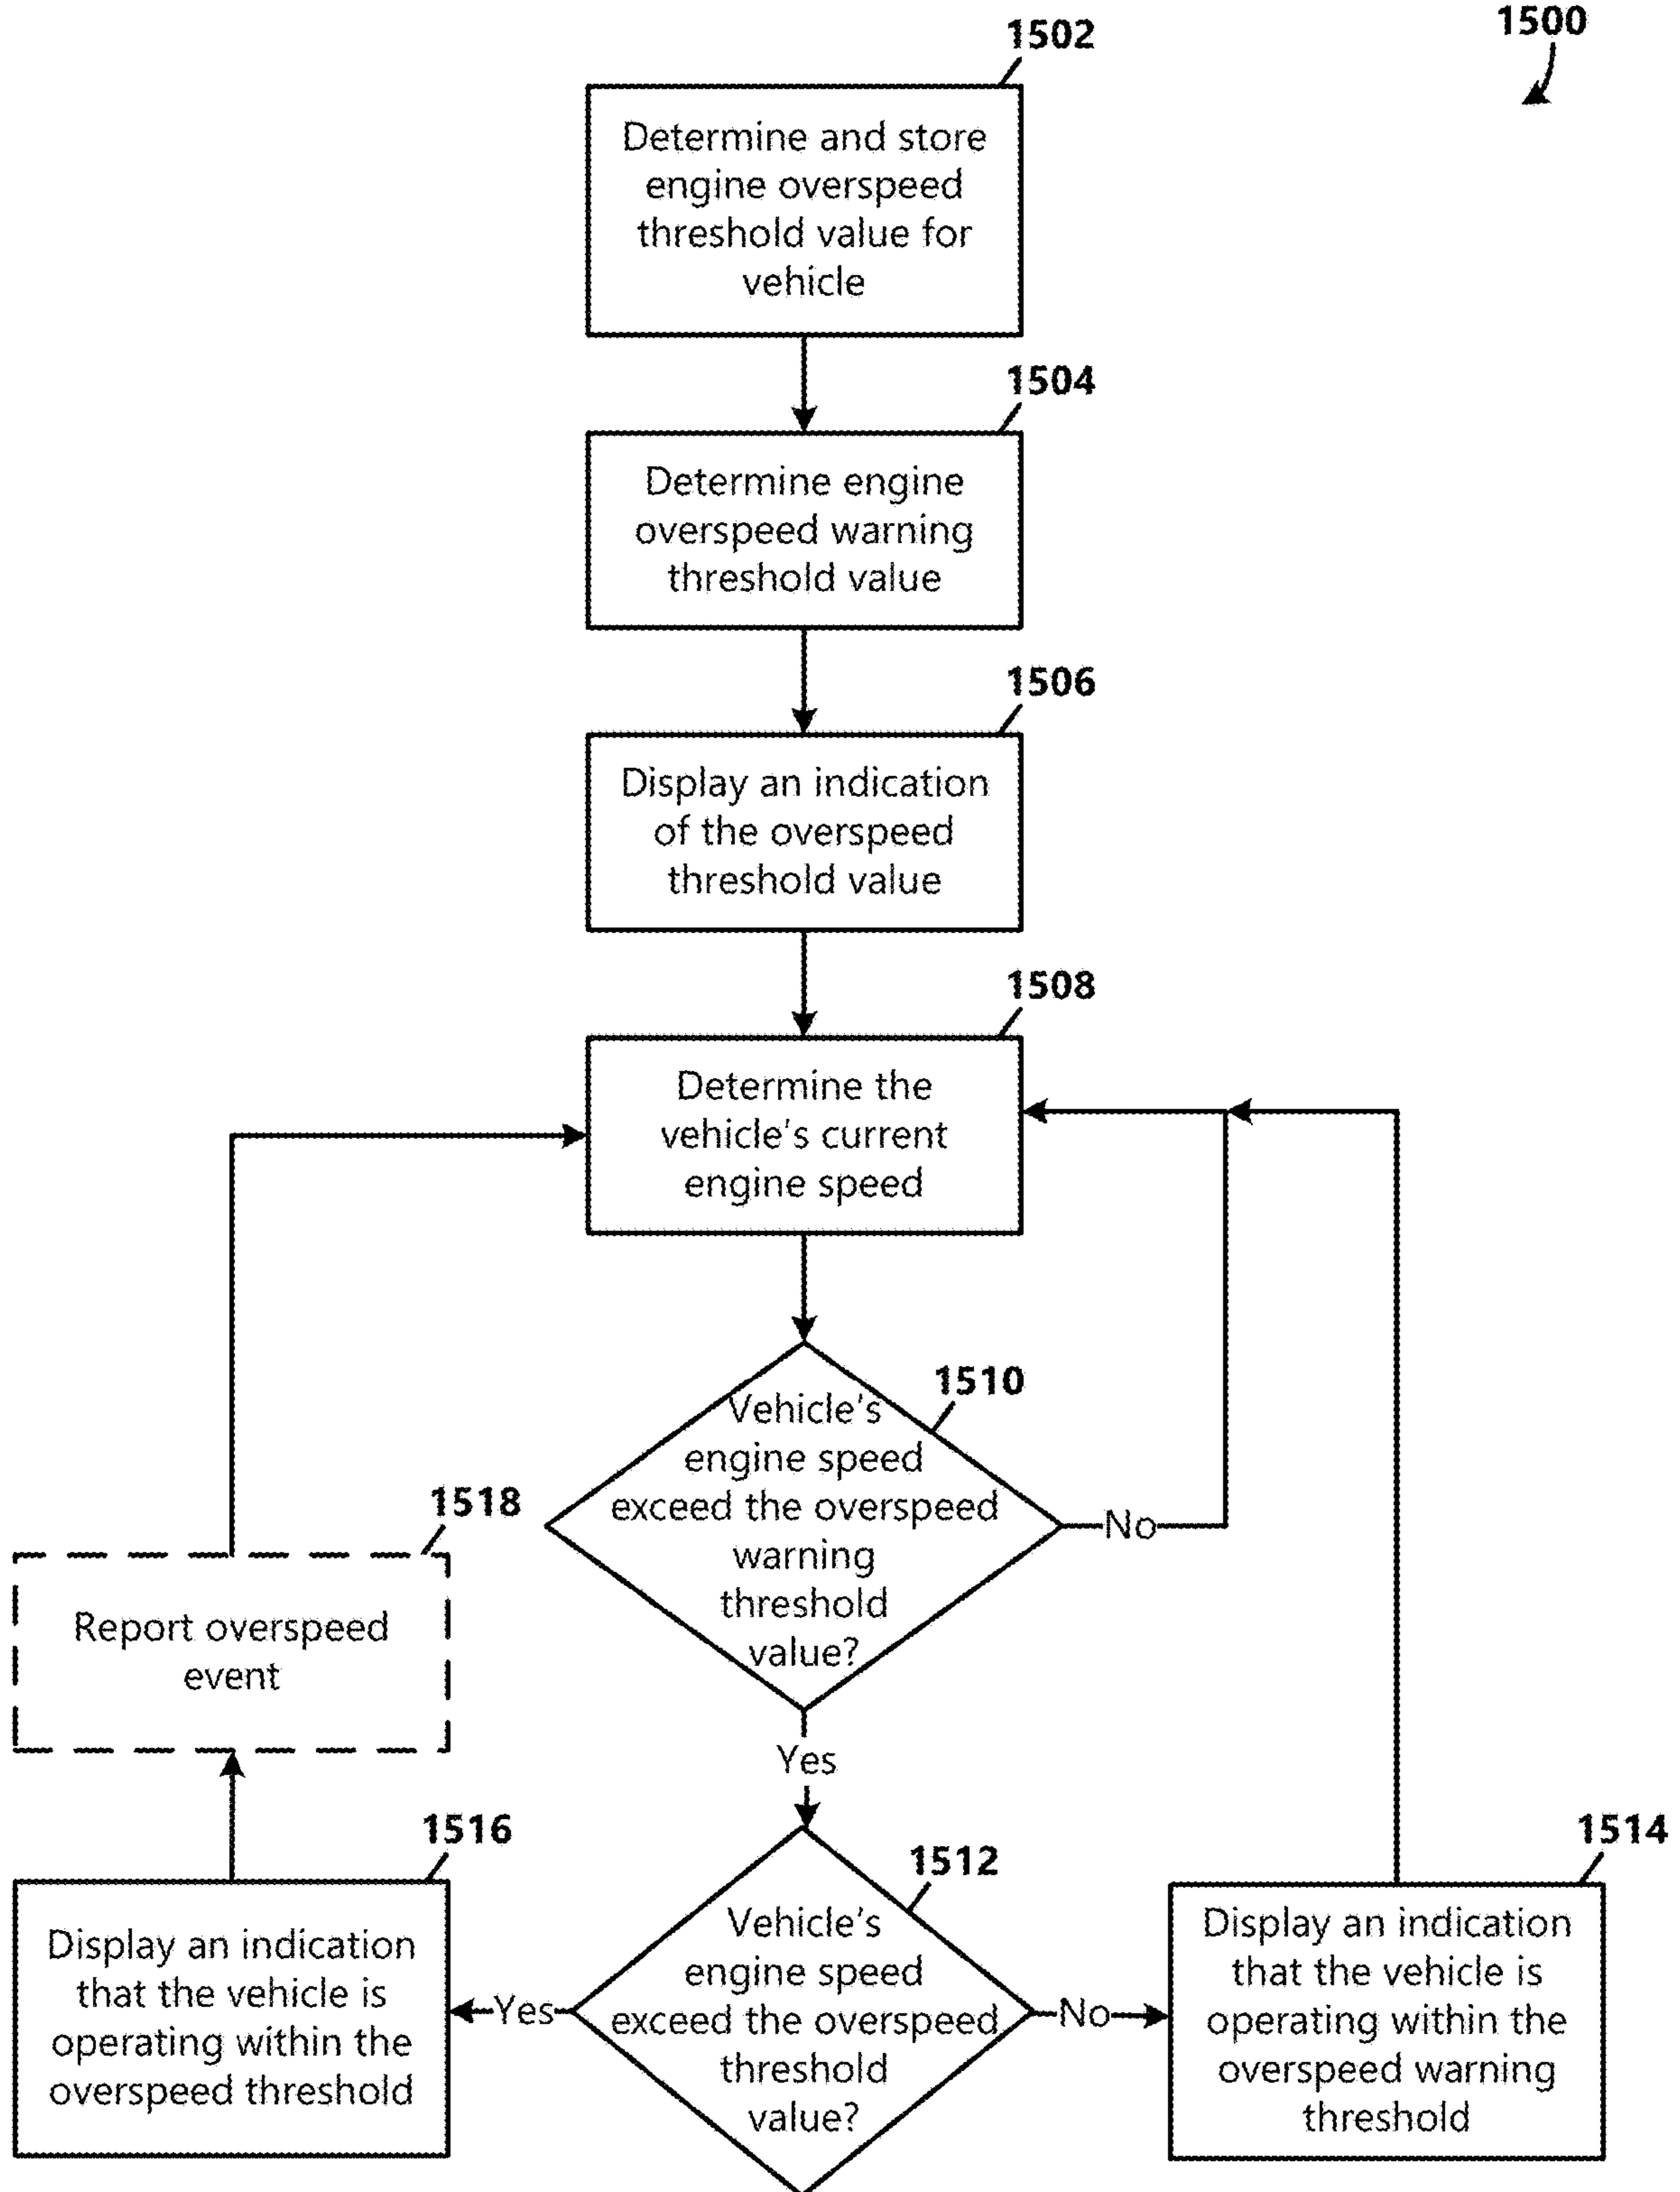 1500
1502
Determine and store
engine overspeed
threshold value for
vehicle
1504
Determine engine
overspeed warning
threshold value
1506
Display an indication
of the overspeed
threshold value
1508
Determine the
vehicle's current
engine speed
1510
Vehicle's
engine speed
exceed the overspeed
warning
threshold
value?
No
Yes
1518
Report overspeed
event
1516
Display an indication
that the vehicle is
operating within the
overspeed threshold
1512
Vehicle's
engine speed
exceed the overspeed
threshold
value?
Yes
No
1514
Display an indication
that the vehicle is
operating within the
overspeed warning
threshold